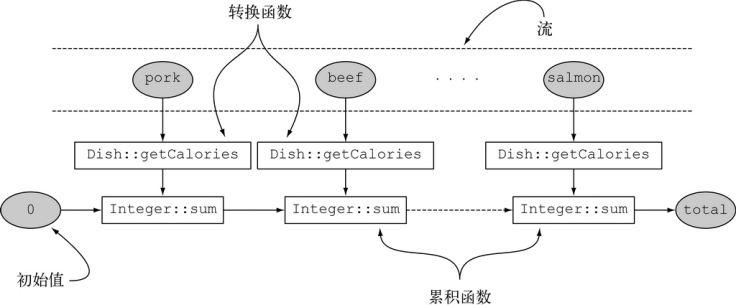 转换函数
流
pork beef .... salmon
Dish::getCalories Dish::getCalories Dish::getCalories
0 Integer::sum Integer::sum Integer::sum total
初始值
累积函数